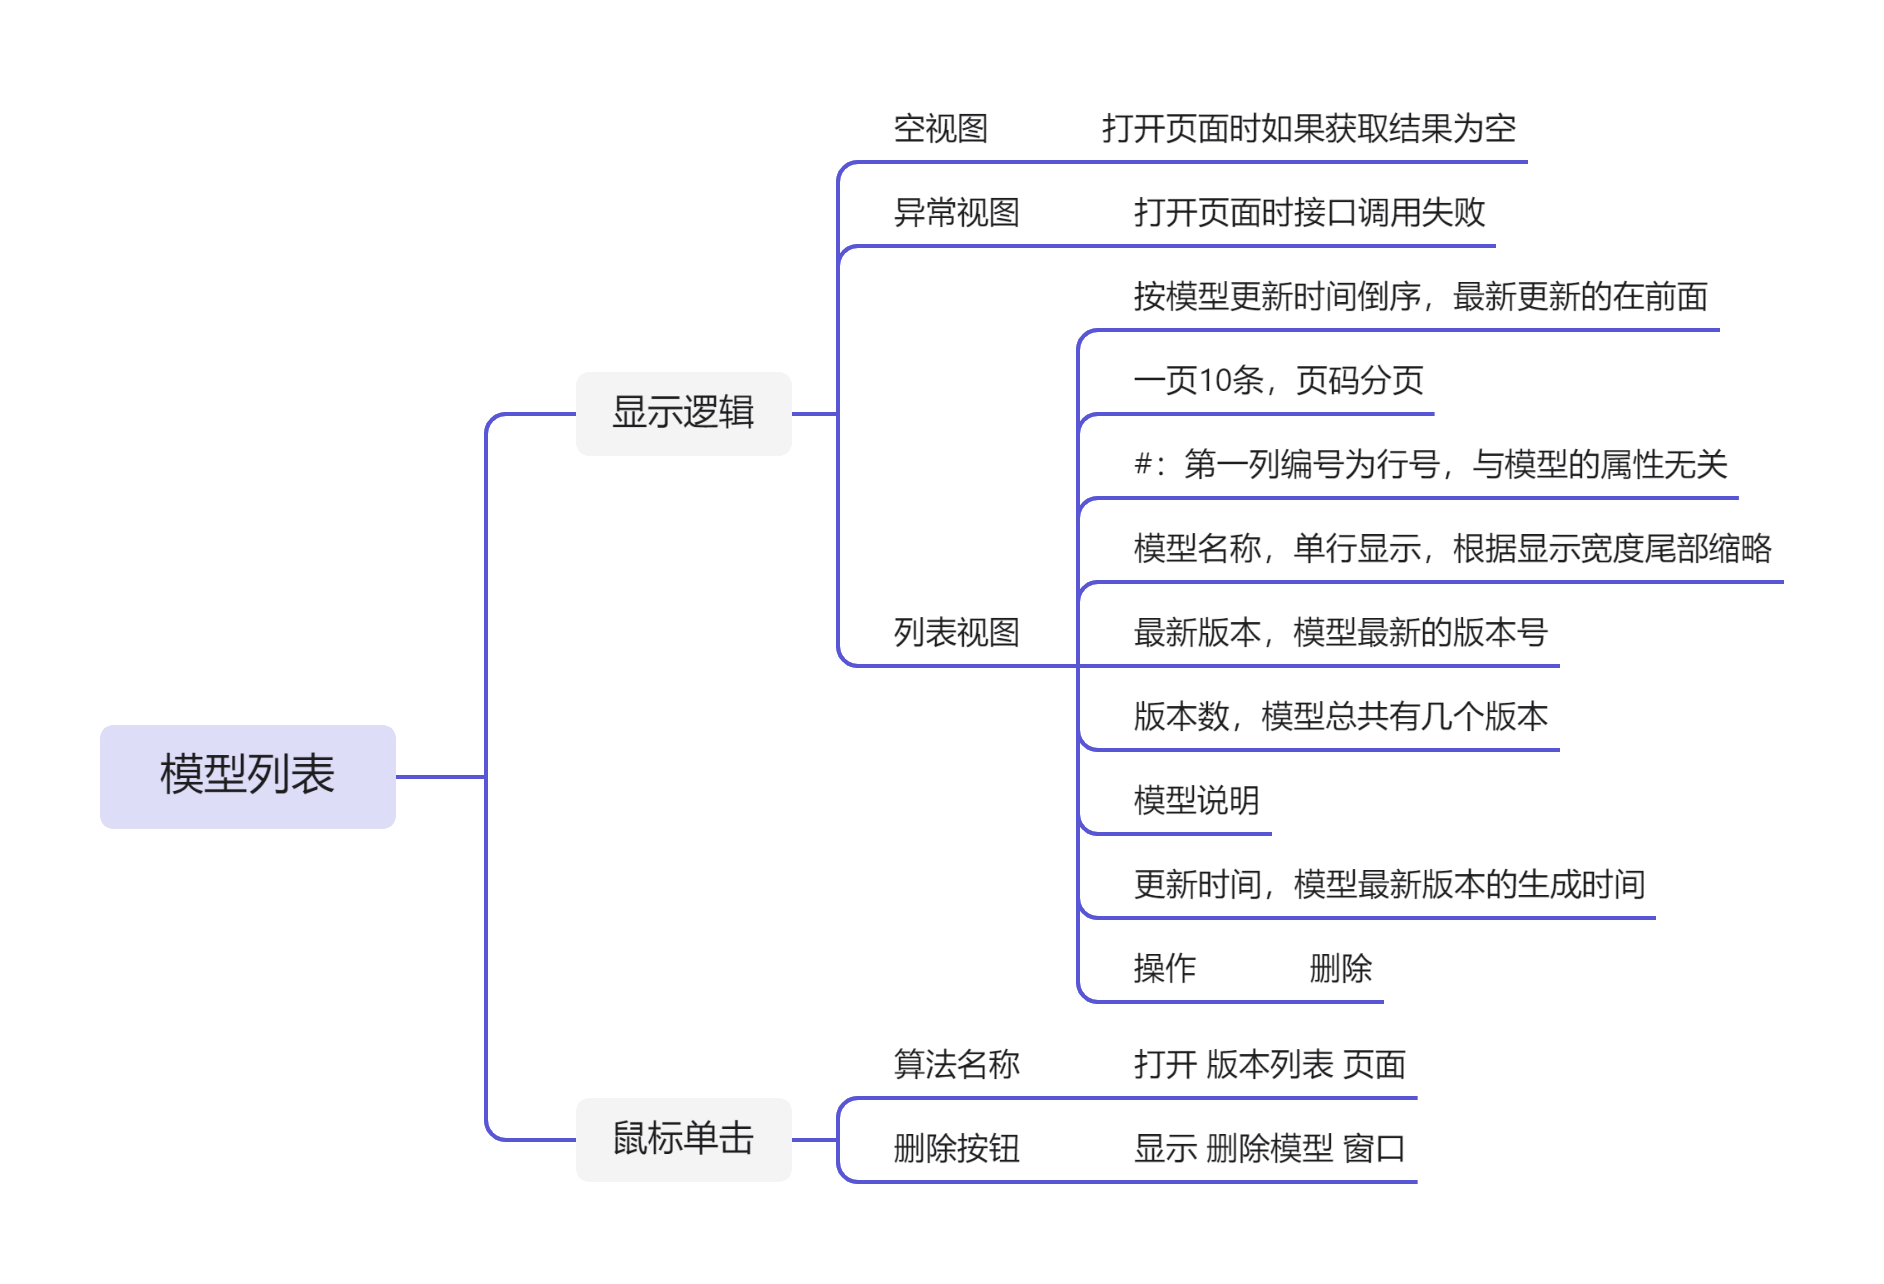 模型列表
显示逻辑
空视图 打开页面时如果获取结果为空
异常视图 打开页面时接口调用失败
列表视图
按模型更新时间倒序，最新更新的在前面
一页10条，页码分页
#：第一列编号为行号，与模型的属性无关
模型名称，单行显示，根据显示宽度尾部缩略
最新版本，模型最新的版本号
版本数，模型总共有几个版本
模型说明
更新时间，模型最新版本的生成时间
操作 删除
鼠标单击
算法名称 打开 版本列表 页面
删除按钮 显示 删除模型 窗口